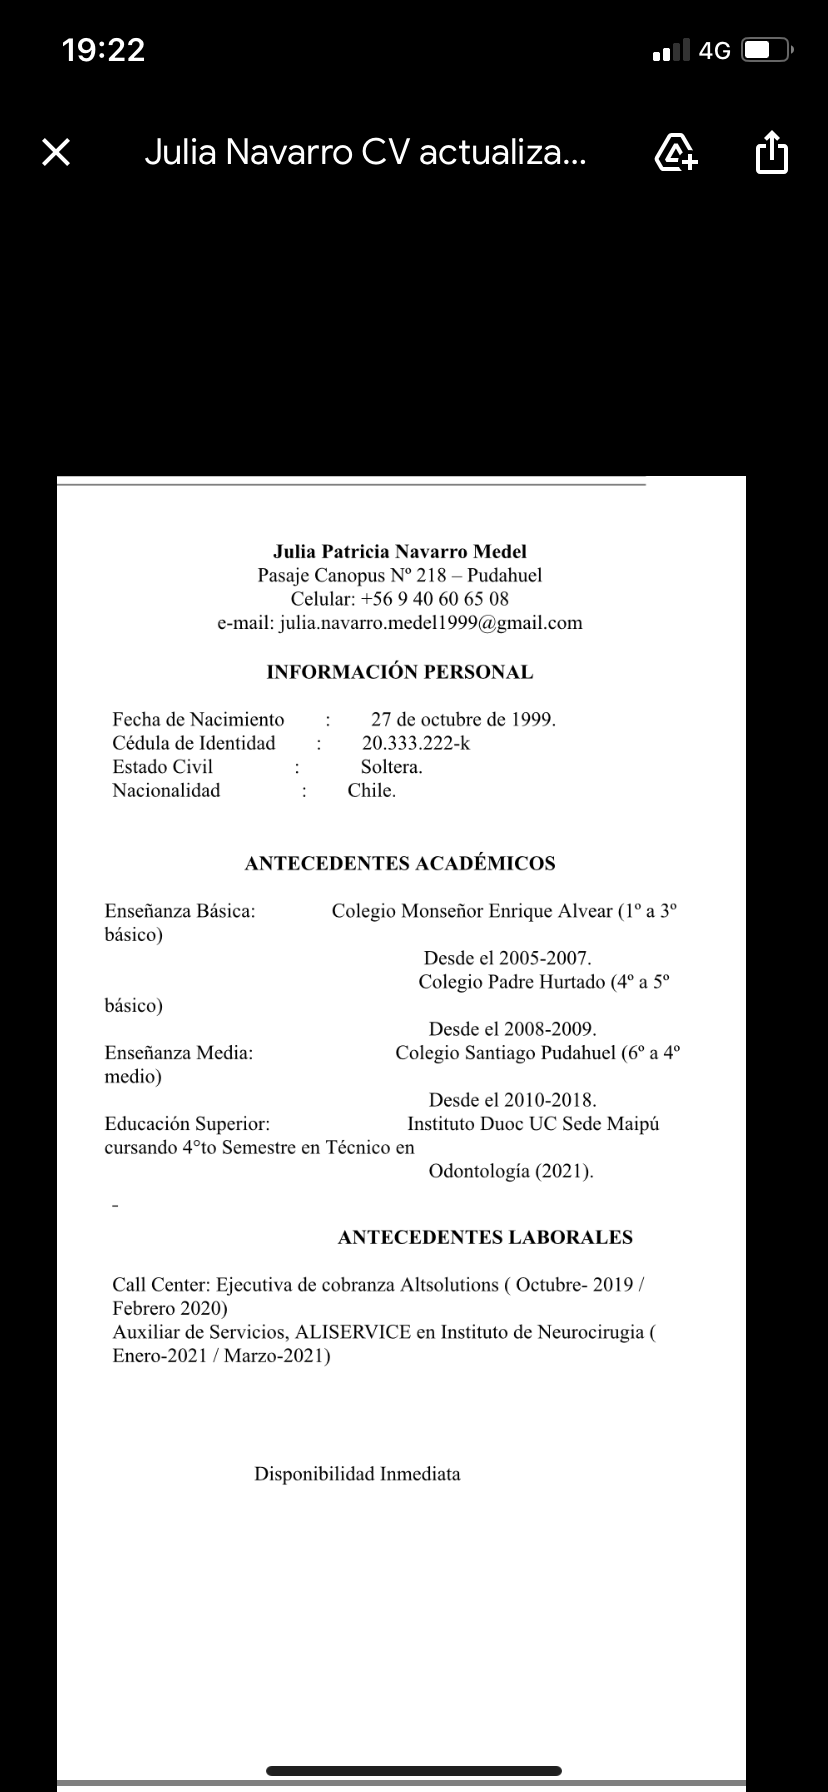 19:22
4G
Julia Navarro CV actualiza...
Julia Patricia Navarro Medel
Pasaje Canopus Nº 218 – Pudahuel
Celular: +56 9 40 60 65 08
e-mail: julia.navarro.medel1999@gmail.com
INFORMACIÓN PERSONAL
Fecha de Nacimiento : 27 de octubre de 1999.
Cédula de Identidad : 20.333.222-k
Estado Civil : Soltera.
Nacionalidad : Chile.
ANTECEDENTES ACADÉMICOS
Enseñanza Básica: Colegio Monseñor Enrique Alvear (1º a 3º
básico)
Desde el 2005-2007.
Colegio Padre Hurtado (4º a 5º
básico)
Desde el 2008-2009.
Enseñanza Media: Colegio Santiago Pudahuel (6º a 4º
medio)
Desde el 2010-2018.
Educación Superior: Instituto Duoc UC Sede Maipú
cursando 4°to Semestre en Técnico en
Odontología (2021).
-
ANTECEDENTES LABORALES
Call Center: Ejecutiva de cobranza Altsolutions ( Octubre- 2019 /
Febrero 2020)
Auxiliar de Servicios, ALISERVICE en Instituto de Neurocirugia (
Enero-2021 / Marzo-2021)
Disponibilidad Inmediata